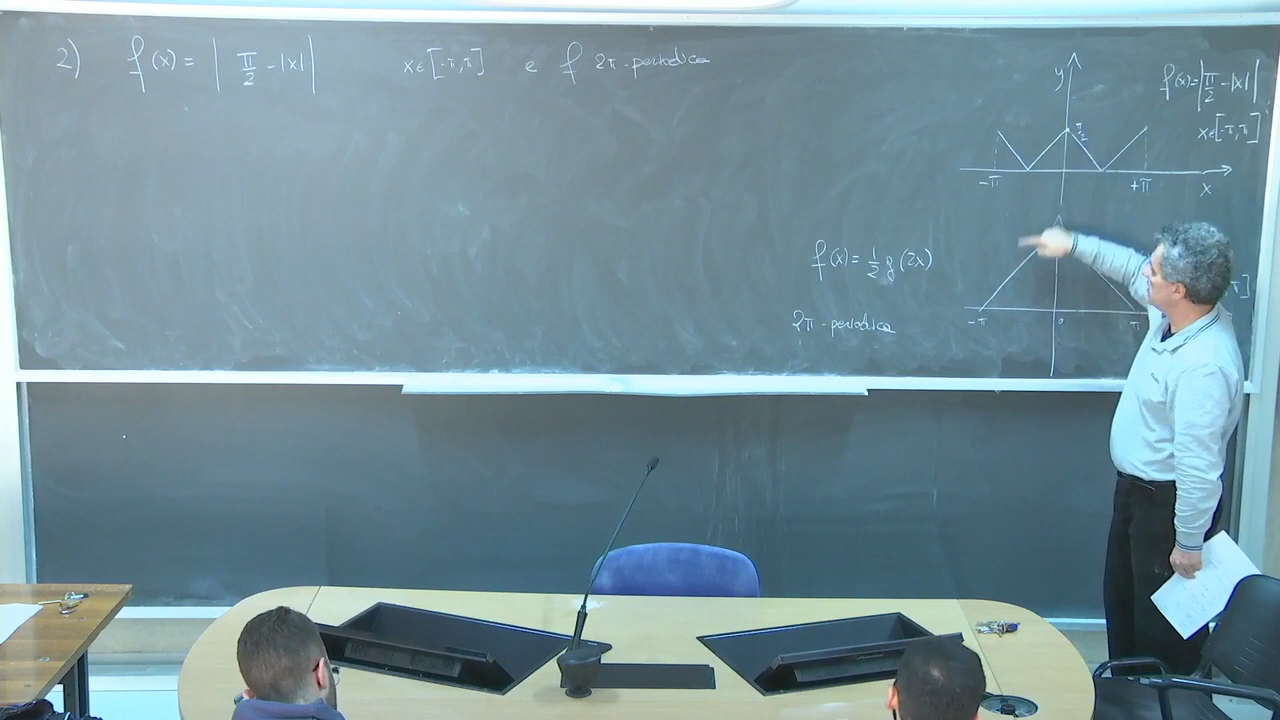 2) f(x) = | π/2 - |x| | x∈[-π,π] e f 2π-periodica
y
f(x)=|π/2 - |x||
x∈[-π,π]
π/2
-π +π x
f(x) = 1/2 g(2x)
π]
-π 0 π
2π-periodica